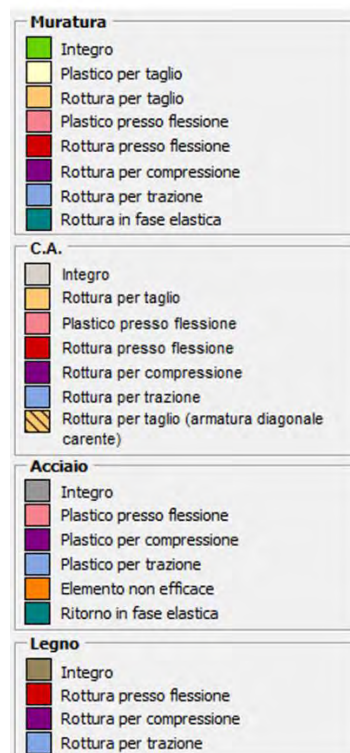 Muratura
Integro
Plastico per taglio
Rottura per taglio
Plastico presso flessione
Rottura presso flessione
Rottura per compressione
Rottura per trazione
Rottura in fase elastica
C.A.
Integro
Rottura per taglio
Plastico presso flessione
Rottura presso flessione
Rottura per compressione
Rottura per trazione
Rottura per taglio (armatura diagonale
carente)
Acciaio
Integro
Plastico presso flessione
Plastico per compressione
Plastico per trazione
Elemento non efficace
Ritorno in fase elastica
Legno
Integro
Rottura presso flessione
Rottura per compressione
Rottura per trazione